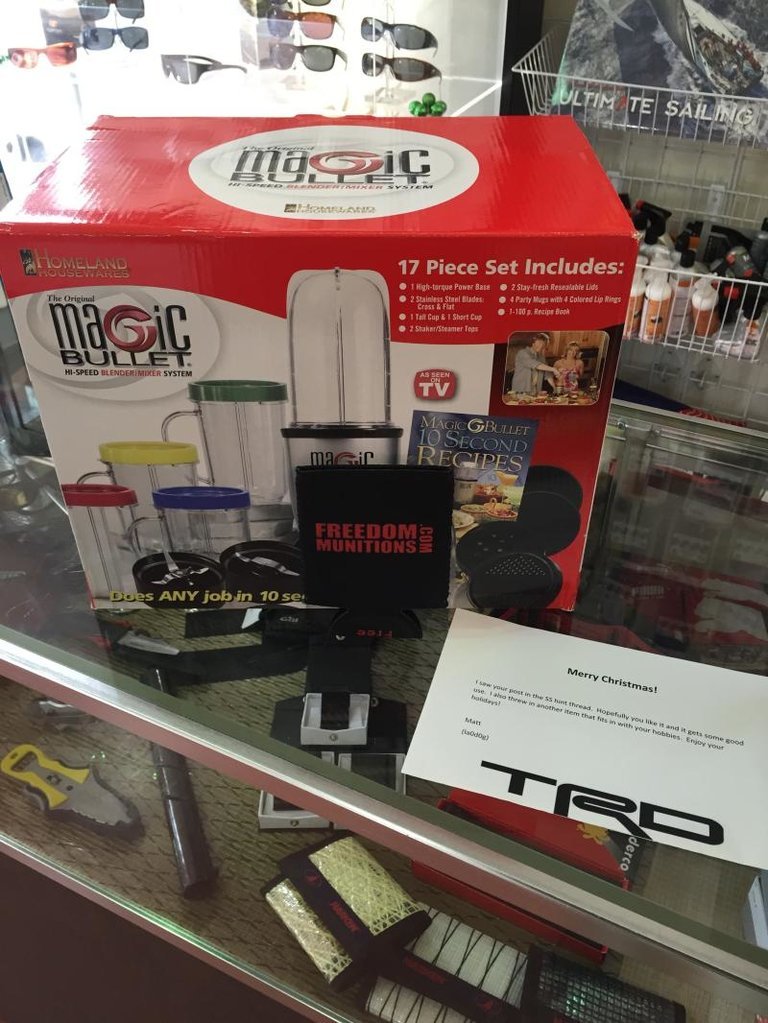 ULTIMATE SAILING
The Original
magic
BULLET
HI-SPEED BLENDER/MIXER SYSTEM
HOMELAND
HOUSEWARES
HOMELAND
HOUSEWARES
The Original
magic
BULLET
HI-SPEED BLENDER/MIXER SYSTEM
17 Piece Set Includes:
1 High-torque Power Base
2 Stainless Steel Blades:
Cross & Flat
1 Tall Cup & 1 Short Cup
2 Shaker/Steamer Tops
2 Stay-fresh Resealable Lids
4 Party Mugs with 4 Colored Lip Rings
1-100 p. Recipe Book
AS SEEN
ON
TV
MAGIC BULLET
10 SECOND
RECIPES
magic
FREEDOM
MUNITIONS
.COM
Does ANY job in 10 se
Merry Christmas!
I saw your post in the SS hint thread. Hopefully you like it and it gets some good
use. I also threw in another item that fits in with your hobbies. Enjoy your
holidays!
Matt
(la0d0g)
TRD